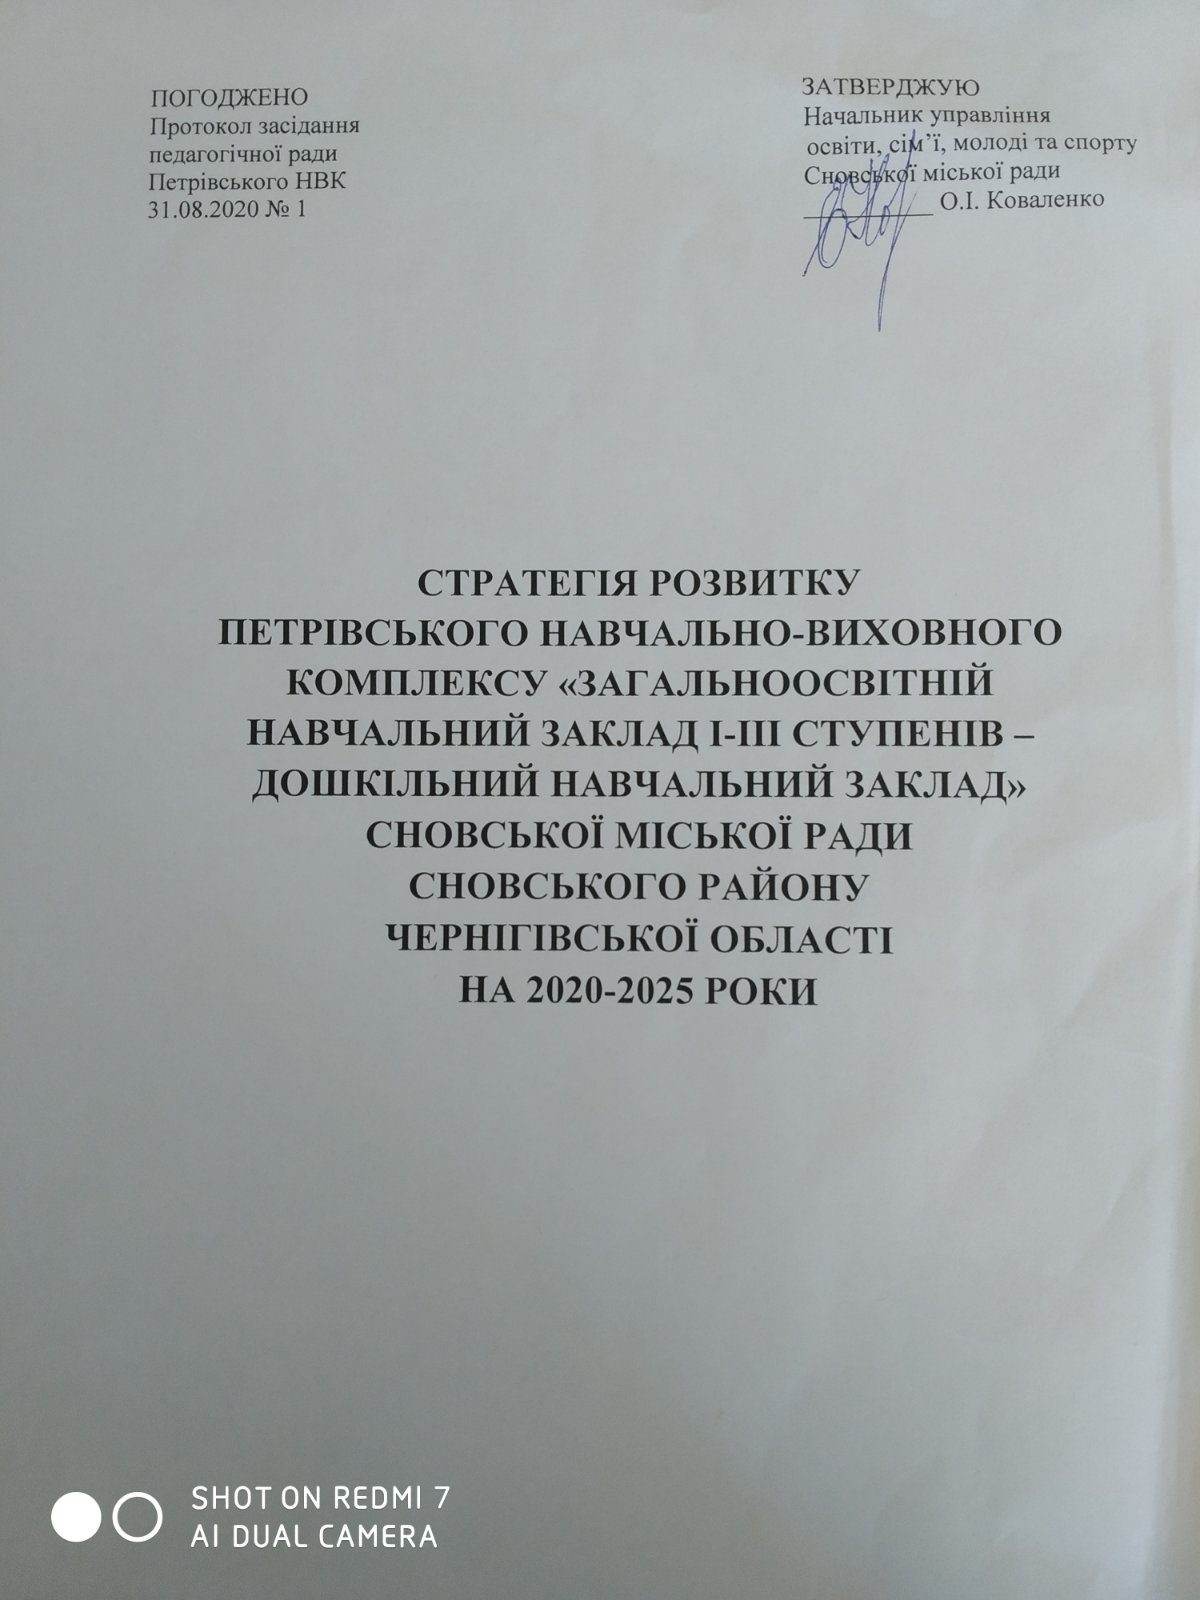 ПОГОДЖЕНО
Протокол засідання
педагогічної ради
Петрівського НВК
31.08.2020 № 1
ЗАТВЕРДЖУЮ
Начальник управління
освіти, сім’ї, молоді та спорту
Сновської міської ради
__________ О.І. Коваленко
СТРАТЕГІЯ РОЗВИТКУ
ПЕТРІВСЬКОГО НАВЧАЛЬНО-ВИХОВНОГО
КОМПЛЕКСУ «ЗАГАЛЬНООСВІТНІЙ
НАВЧАЛЬНИЙ ЗАКЛАД І-ІІІ СТУПЕНІВ –
ДОШКІЛЬНИЙ НАВЧАЛЬНИЙ ЗАКЛАД»
СНОВСЬКОЇ МІСЬКОЇ РАДИ
СНОВСЬКОГО РАЙОНУ
ЧЕРНІГІВСЬКОЇ ОБЛАСТІ
НА 2020-2025 РОКИ
SHOT ON REDMI 7
AI DUAL CAMERA